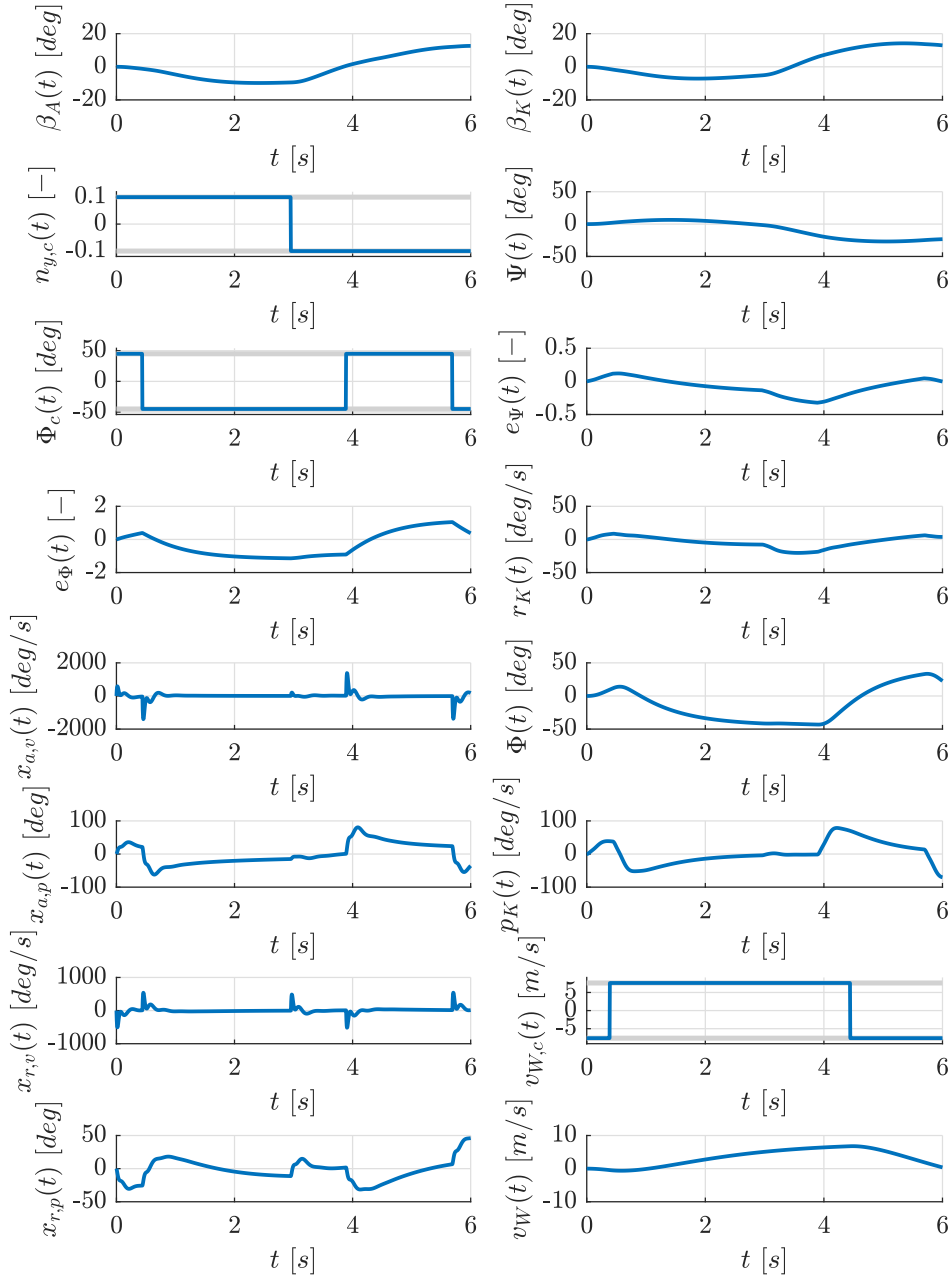 β_A(t) [deg]
20
0
-20
0 2 4 6
t [s]
β_K(t) [deg]
20
0
-20
0 2 4 6
t [s]
n_{y,c}(t) [−]
0.1
0
-0.1
0 2 4 6
t [s]
Ψ(t) [deg]
50
0
-50
0 2 4 6
t [s]
Φ_c(t) [deg]
50
0
-50
0 2 4 6
t [s]
e_Ψ(t) [−]
0.5
0
-0.5
0 2 4 6
t [s]
e_Φ(t) [−]
2
0
-2
0 2 4 6
t [s]
r_K(t) [deg/s]
50
0
-50
0 2 4 6
t [s]
x_{a,v}(t) [deg/s]
2000
0
-2000
0 2 4 6
t [s]
Φ(t) [deg]
50
0
-50
0 2 4 6
t [s]
x_{a,p}(t) [deg]
100
0
-100
0 2 4 6
t [s]
p_K(t) [deg/s]
100
0
-100
0 2 4 6
t [s]
x_{r,v}(t) [deg/s]
1000
0
-1000
0 2 4 6
t [s]
v_{W,c}(t) [m/s]
5
0
-5
0 2 4 6
t [s]
x_{r,p}(t) [deg]
50
0
-50
0 2 4 6
t [s]
v_W(t) [m/s]
10
0
-10
0 2 4 6
t [s]